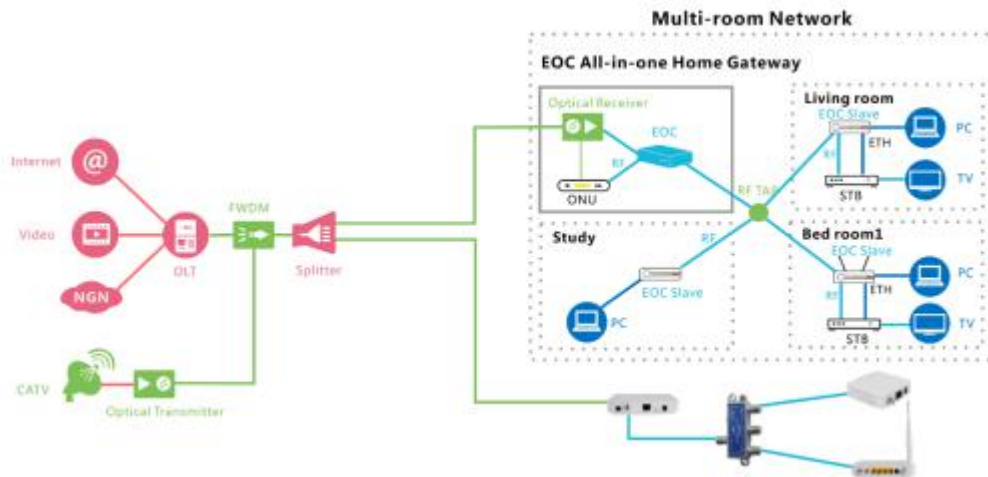 Multi-room Network
EOC All-in-one Home Gateway
Optical Receiver
EOC
RF
ONU
Living room
EOC Slave
PC
ETH
RF
STB
TV
RF TAP
Internet
@
Video
NGN
OLT
FWDM
Splitter
CATV
Optical Transmitter
Study
RF
EOC Slave
PC
Bed room1
EOC Slave
PC
ETH
RF
STB
TV